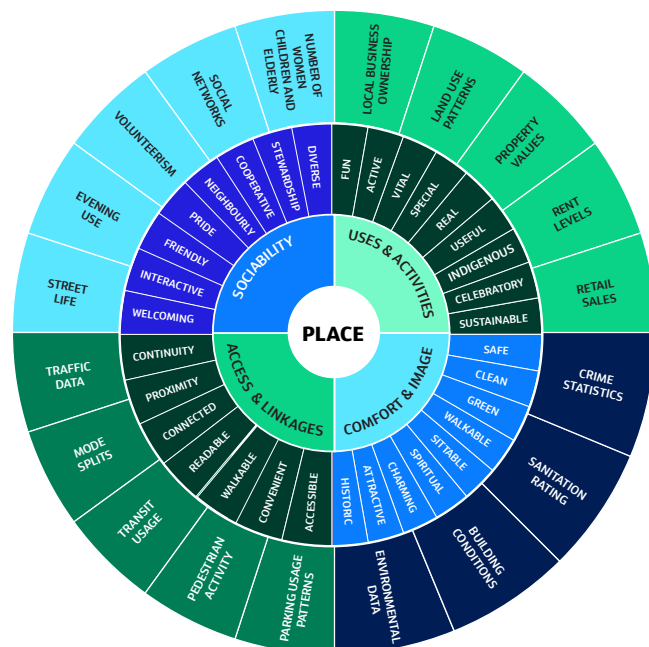 PLACE
SOCIABILITY
USES & ACTIVITIES
COMFORT & IMAGE
ACCESS & LINKAGES
FUN
ACTIVE
VITAL
SPECIAL
REAL
USEFUL
INDIGENOUS
CELEBRATORY
SUSTAINABLE
SAFE
CLEAN
GREEN
WALKABLE
SITTABLE
SPIRITUAL
CHARMING
ATTRACTIVE
HISTORIC
ACCESSIBLE
CONVENIENT
WALKABLE
READABLE
CONNECTED
PROXIMITY
CONTINUITY
WELCOMING
INTERACTIVE
FRIENDLY
PRIDE
NEIGHBOURLY
COOPERATIVE
STEWARDSHIP
DIVERSE
LOCAL BUSINESS
OWNERSHIP
LAND USE
PATTERNS
PROPERTY
VALUES
RENT
LEVELS
RETAIL
SALES
CRIME
STATISTICS
SANITATION
RATING
BUILDING
CONDITIONS
ENVIRONMENTAL
DATA
PARKING USAGE
PATTERNS
PEDESTRIAN
ACTIVITY
TRANSIT
USAGE
MODE
SPLITS
TRAFFIC
DATA
STREET
LIFE
EVENING
USE
VOLUNTEERISM
SOCIAL
NETWORKS
NUMBER OF
WOMEN
CHILDREN AND
ELDERLY